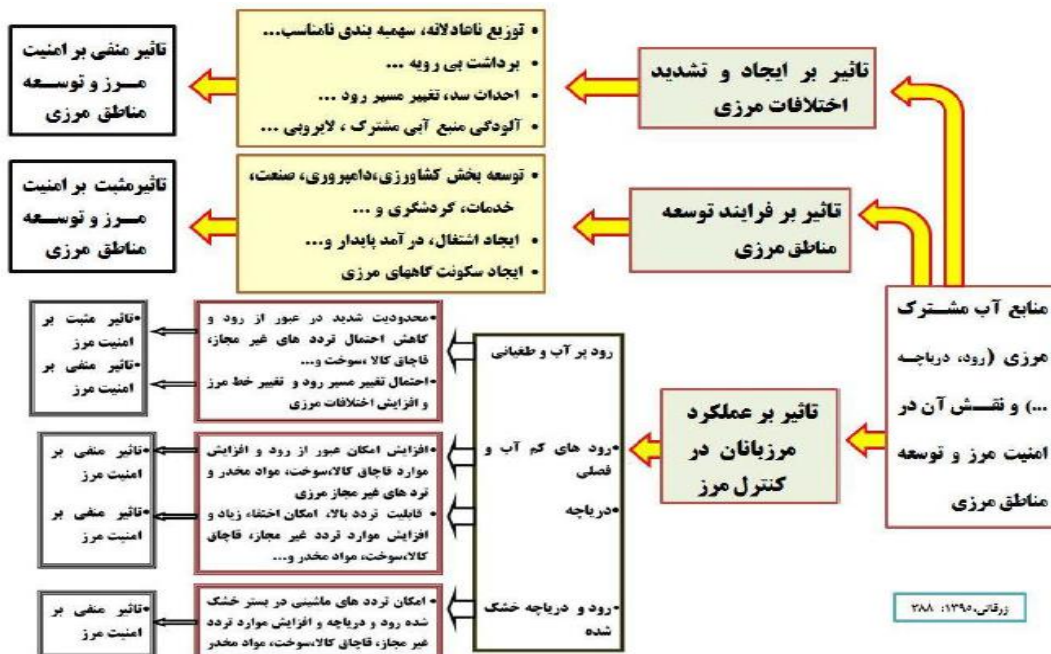 منابع آب مشترک
مرزی (رود، دریاچه
...) و نقش آن در
امنیت مرز و توسعه
مناطق مرزی
تاثیر بر ایجاد و تشدید
اختلافات مرزی
• توزیع ناعادلانه، سهمیه بندی نامناسب...
• برداشت بی رویه ...
• احداث سد، تغییر مسیر رود ...
• آلودگی منبع آبی مشترک ، لایروبی ...
تاثیر منفی بر امنیت
مرز و توسعه
مناطق مرزی
تاثیر بر فرایند توسعه
مناطق مرزی
• توسعه بخش کشاورزی،دامپروری، صنعت،
خدمات، گردشگری و ...
• ایجاد اشتغال، درآمد پایدار و...
• ایجاد سکونت گاههای مرزی
تاثیرمثبت بر امنیت
مرز و توسعه
مناطق مرزی
تاثیر بر عملکرد
مرزبانان در
کنترل مرز
رود پر آب و طغیانی
•رود های کم آب و
فصلی
•دریاچه
•رود و دریاچه خشک
شده
•محدودیت شدید در عبور از رود و
کاهش احتمال تردد های غیر مجاز،
قاچاق کالا ،سوخت و...
•احتمال تغییر مسیر رود و تغییر خط مرز
و افزایش اختلافات مرزی
•تاثیر مثبت بر
امنیت مرز
•تاثیر منفی بر
امنیت مرز
•افزایش امکان عبور از رود و افزایش
موارد قاچاق کالا،سوخت، مواد مخدر و
ترد های غیر مجاز مرزی
• قابلیت تردد بالا، امکان اختفاء زیاد و
افزایش موارد تردد غیر مجاز، قاچاق
کالا،سوخت، مواد مخدر و...
•تاثیر منفی بر
امنیت مرز
•تاثیر منفی بر
امنیت مرز
• امکان تردد های ماشینی در بستر خشک
شده رود و دریاچه و افزایش موارد تردد
غیر مجاز، قاچاق کالا،سوخت، مواد مخدر
•تاثیر منفی بر
امنیت مرز
زرقانی،۱۳۹۵: ۲۸۸